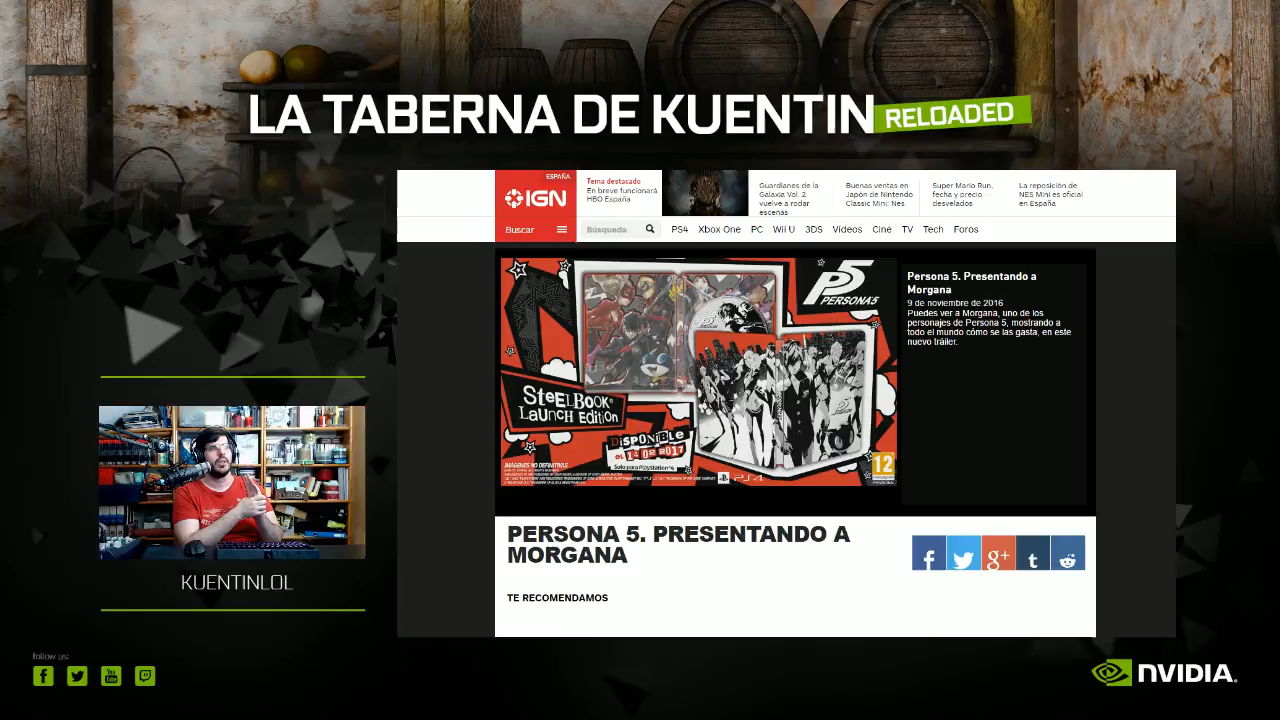 LA TABERNA DE KUENTIN RELOADED
ESPAÑA
IGN
Tema destacado
En breve funcionará
HBO España
Guardianes de la
Galaxia Vol. 2
vuelve a rodar
escenas
Buenas ventas en
Japón de Nintendo
Classic Mini: Nes
Super Mario Run,
fecha y precio
desvelados
La reposición de
NES Mini es oficial
en España
Buscar
Búsqueda
PS4 Xbox One PC Wii U 3DS Vídeos Cine TV Tech Foros
P5
PERSONA5
STEELBOOK®
LAUNCH EDITION
DISPONIBLE
el 14 02 2017
Solo para PlayStation®4
IMÁGENES NO DEFINITIVAS
PS4
12
Persona 5. Presentando a
Morgana
9 de noviembre de 2016
Puedes ver a Morgana, uno de los
personajes de Persona 5, mostrando a
todo el mundo cómo se las gasta, en este
nuevo tráiler.
PERSONA 5. PRESENTANDO A
MORGANA
TE RECOMENDAMOS
KUENTINLOL
follow us:
NVIDIA.